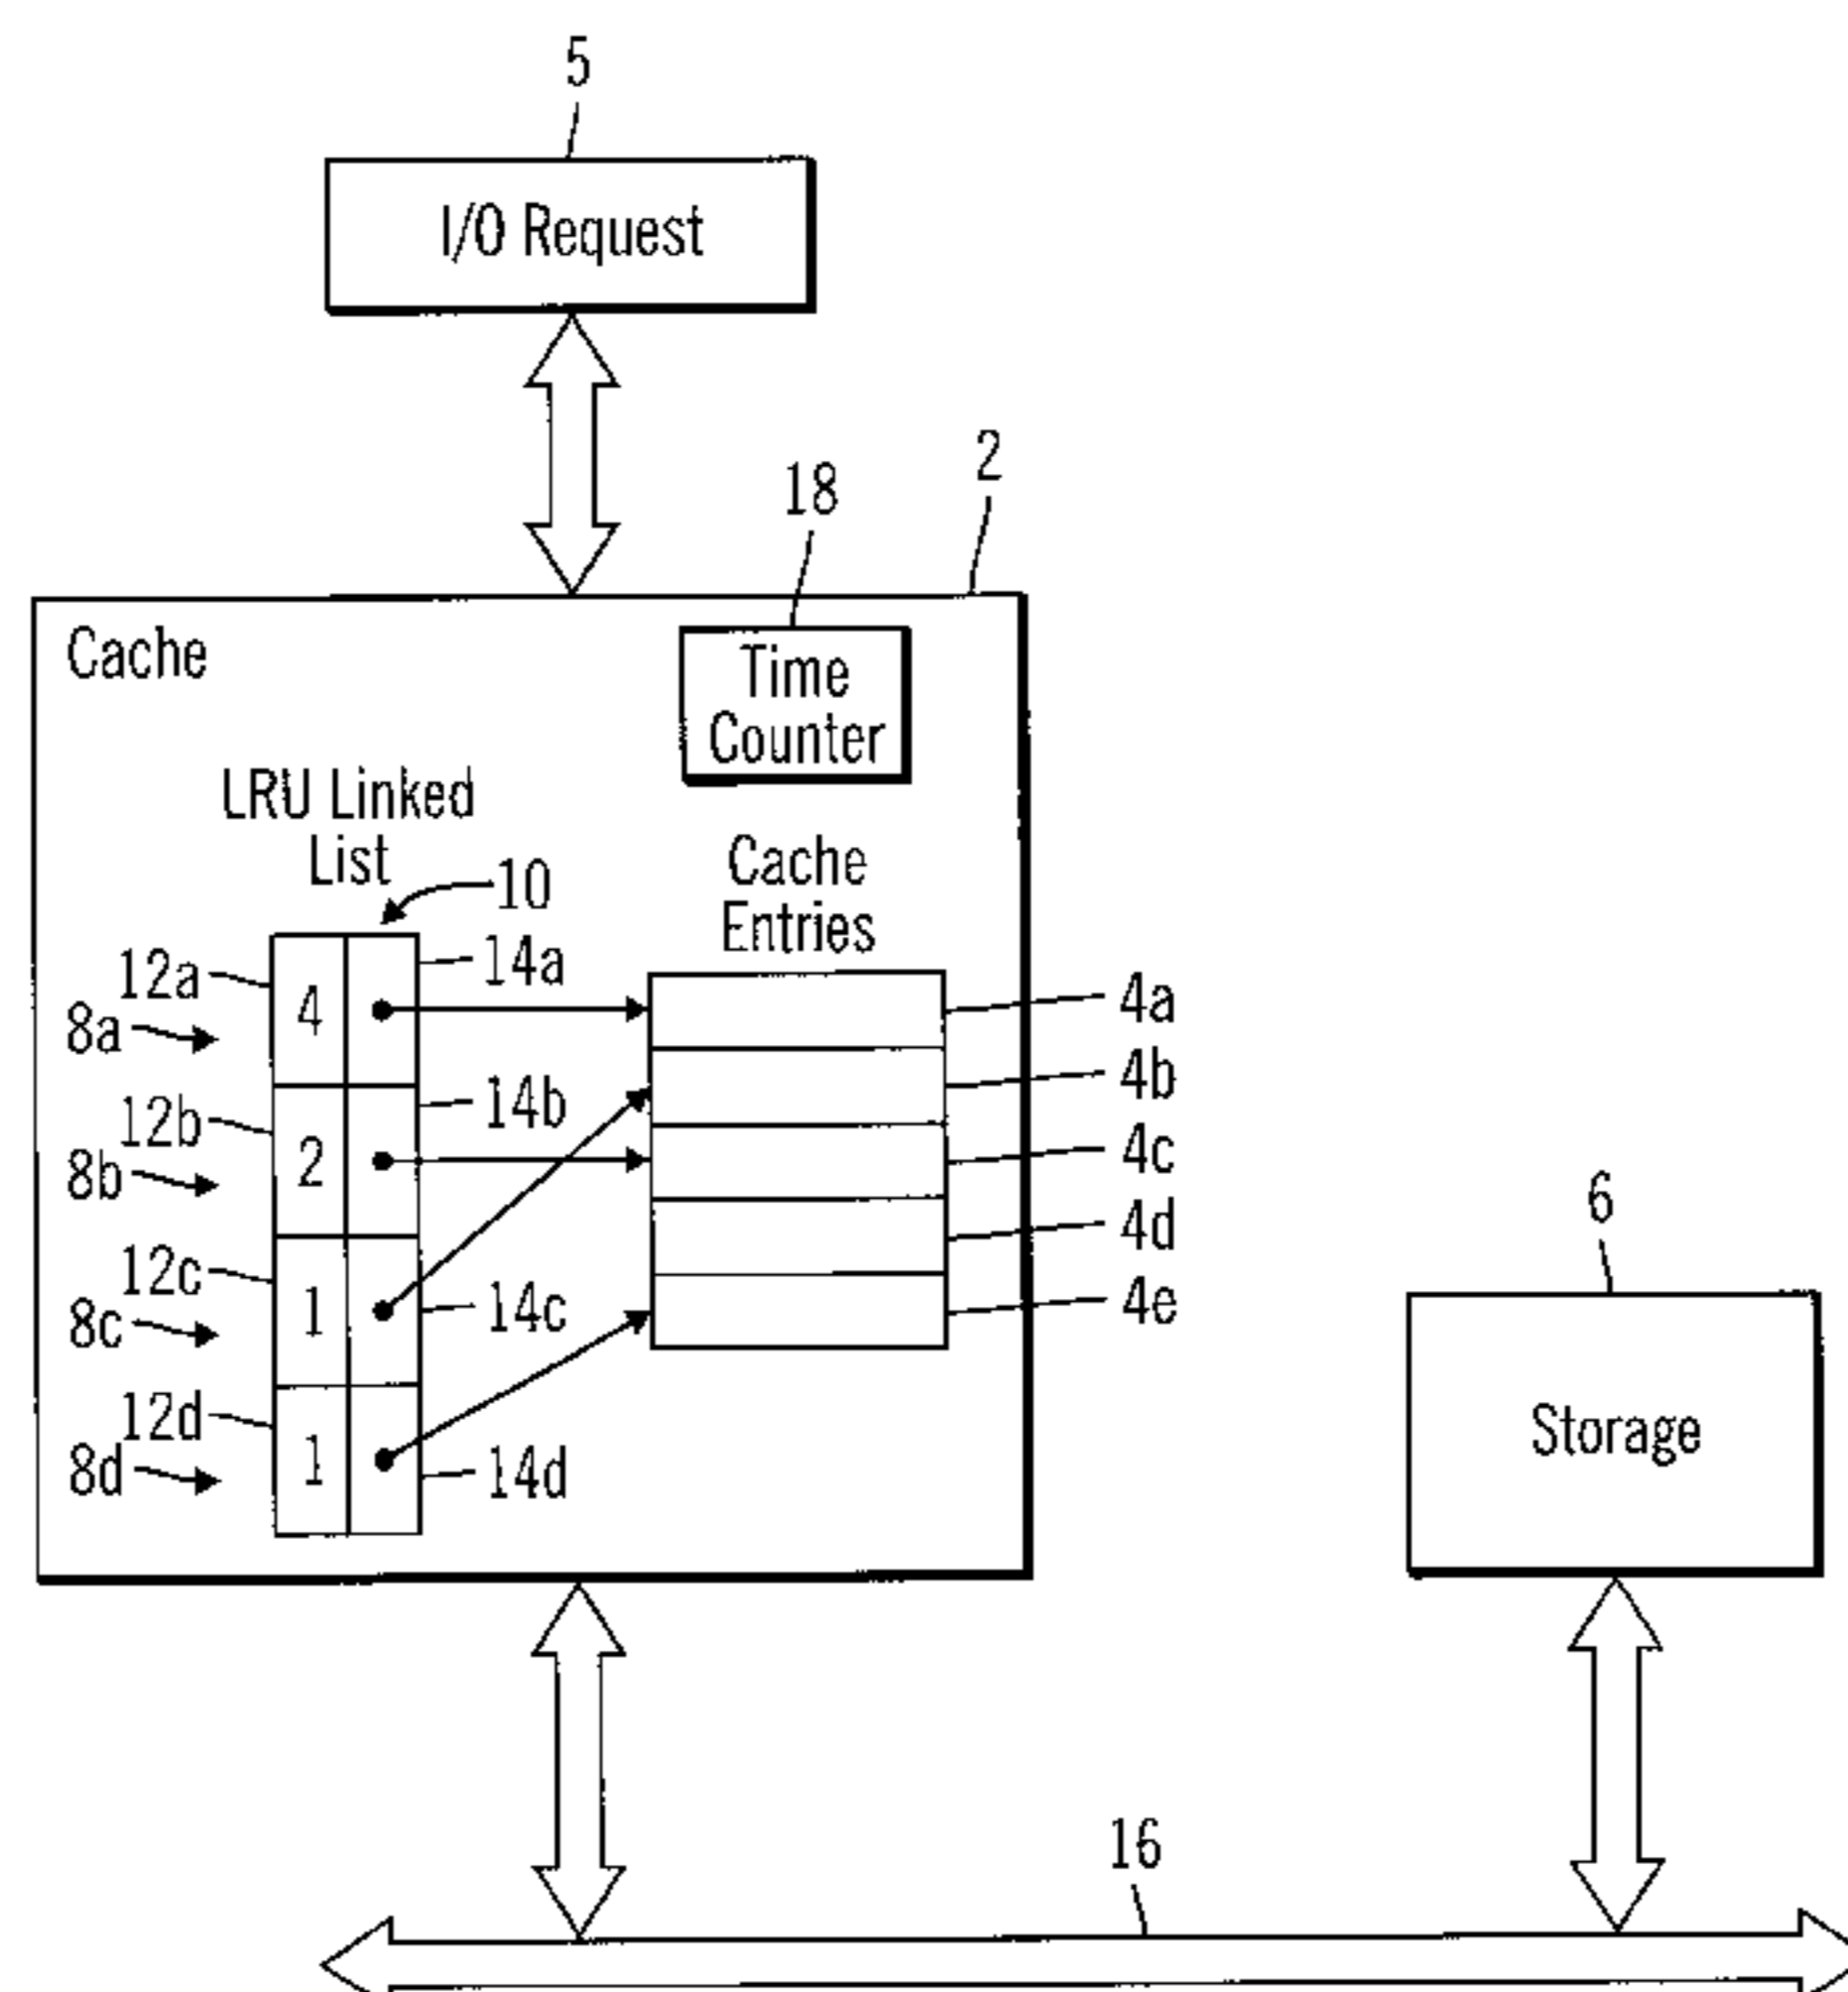 5
I/O Request
2
18
Cache
Time
Counter
LRU Linked
List
10
Cache
Entries
12a
4
14a
8a
4a
12b
2
14b
8b
4b
4c
12c
1
14c
8c
4d
4e
12d
1
14d
8d
6
Storage
16